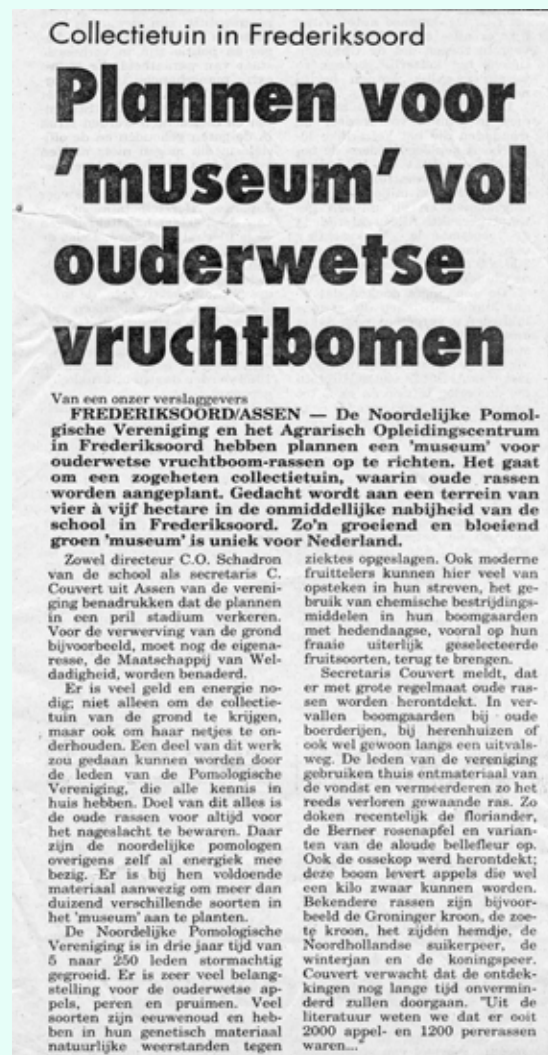 Collectietuin in Frederiksoord
Plannen voor
'museum' vol
ouderwetse
vruchtbomen
Van een onzer verslaggevers
FREDERIKSOORD/ASSEN — De Noordelijke Pomol-
gische Vereniging en het Agrarisch Opleidingscentrum
in Frederiksoord hebben plannen een 'museum' voor
ouderwetse vruchtboom-rassen op te richten. Het gaat
om een zogeheten collectietuin, waarin oude rassen
worden aangeplant. Gedacht wordt aan een terrein van
vier à vijf hectare in de onmiddellijke nabijheid van de
school in Frederiksoord. Zo'n groeiend en bloeiend
groen 'museum' is uniek voor Nederland.
Zowel directeur C.O. Schadron
van de school als secretaris C.
Couvert uit Assen van de vereni-
ging benadrukken dat de plannen
in een pril stadium verkeren.
Voor de verwerving van de grond
bijvoorbeeld, moet nog de eigena-
resse, de Maatschappij van Wel-
dadigheid, worden benaderd.
Er is veel geld en energie no-
dig; niet alleen om de collectie-
tuin van de grond te krijgen,
maar ook om haar netjes te on-
derhouden. Een deel van dit werk
zou gedaan kunnen worden door
de leden van de Pomologische
Vereniging, die alle kennis in
huis hebben. Doel van dit alles is
de oude rassen voor altijd voor
het nageslacht te bewaren. Daar
zijn de noordelijke pomologen
overigens zelf al energiek mee
bezig. Er is bij hen voldoende
materiaal aanwezig om meer dan
duizend verschillende soorten in
het 'museum' aan te planten.
De Noordelijke Pomologische
Vereniging is in drie jaar tijd van
5 naar 250 leden stormachtig
gegroeid. Er is zeer veel belang-
stelling voor de ouderwetse ap-
pels, peren en pruimen. Veel
soorten zijn eeuwenoud en heb-
ben in hun genetisch materiaal
natuurlijke weerstanden tegen
ziektes opgeslagen. Ook moderne
fruittelers kunnen hier veel van
opsteken in hun streven, het ge-
bruik van chemische bestrijdings-
middelen in hun boomgaarden
met hedendaagse, vooral op hun
fraaie uiterlijk geselecteerde
fruitsoorten, terug te brengen.
Secretaris Couvert meldt, dat
er met grote regelmaat oude ras-
sen worden herontdekt. In ver-
vallen boomgaarden bij oude
boerderijen, bij herenhuizen of
ook wel gewoon langs een uitvals-
weg. De leden van de vereniging
gebruiken thuis entmateriaal van
de vondst en vermeerderen zo het
reeds verloren gewaande ras. Zo
doken recentelijk de floriander,
de Berner rosenapfel en varian-
ten van de aloude bellefleur op.
Ook de ossekop werd herontdekt;
deze boom levert appels die wel
een kilo zwaar kunnen worden.
Bekendere rassen zijn bijvoor-
beeld de Groninger kroon, de zoe-
te kroon, het zijden hemdje, de
Noordhollandse suikerpeer, de
winterjan en de koningspeer.
Couvert verwacht dat de ontdek-
kingen nog lange tijd onvermin-
derd zullen doorgaan. "Uit de
literatuur weten we dat er ooit
2000 appel- en 1200 pererassen
waren..."